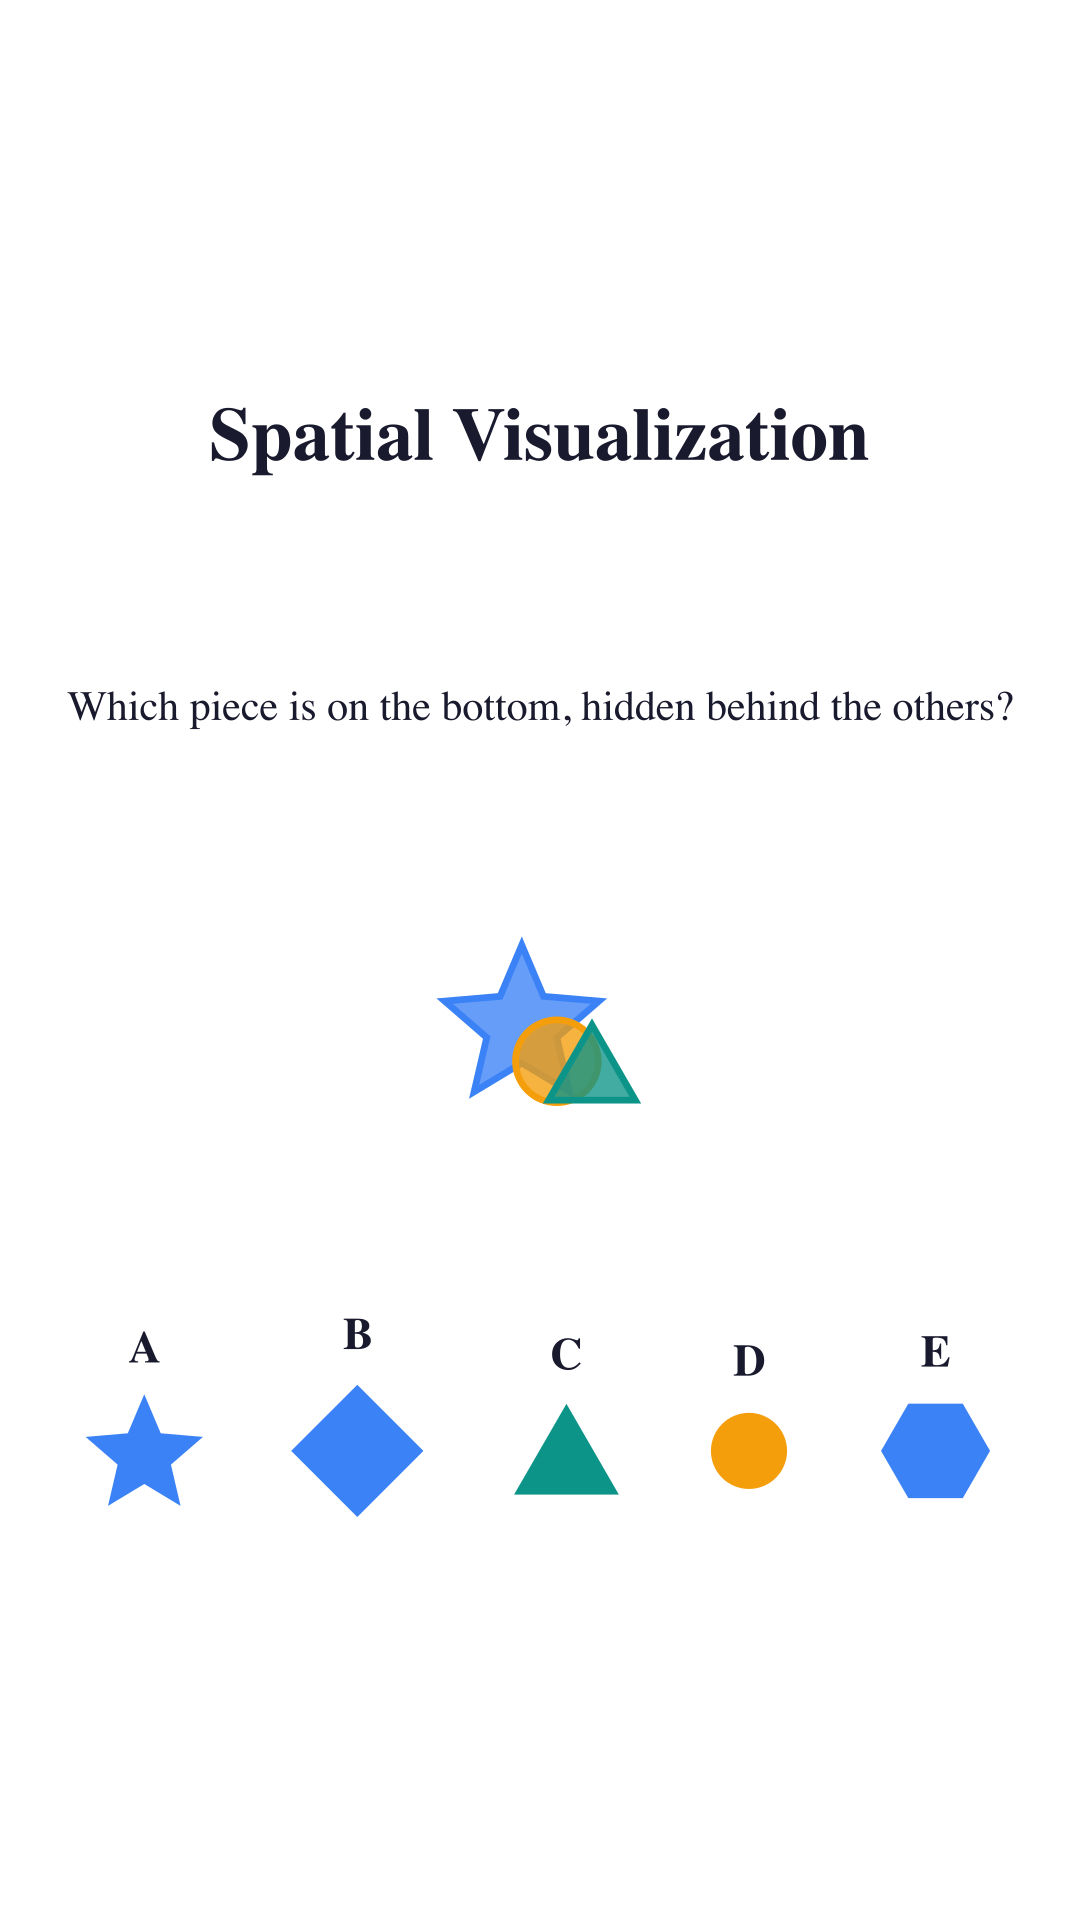 Spatial Visualization
Which piece is on the bottom, hidden behind the others?
A B C D E